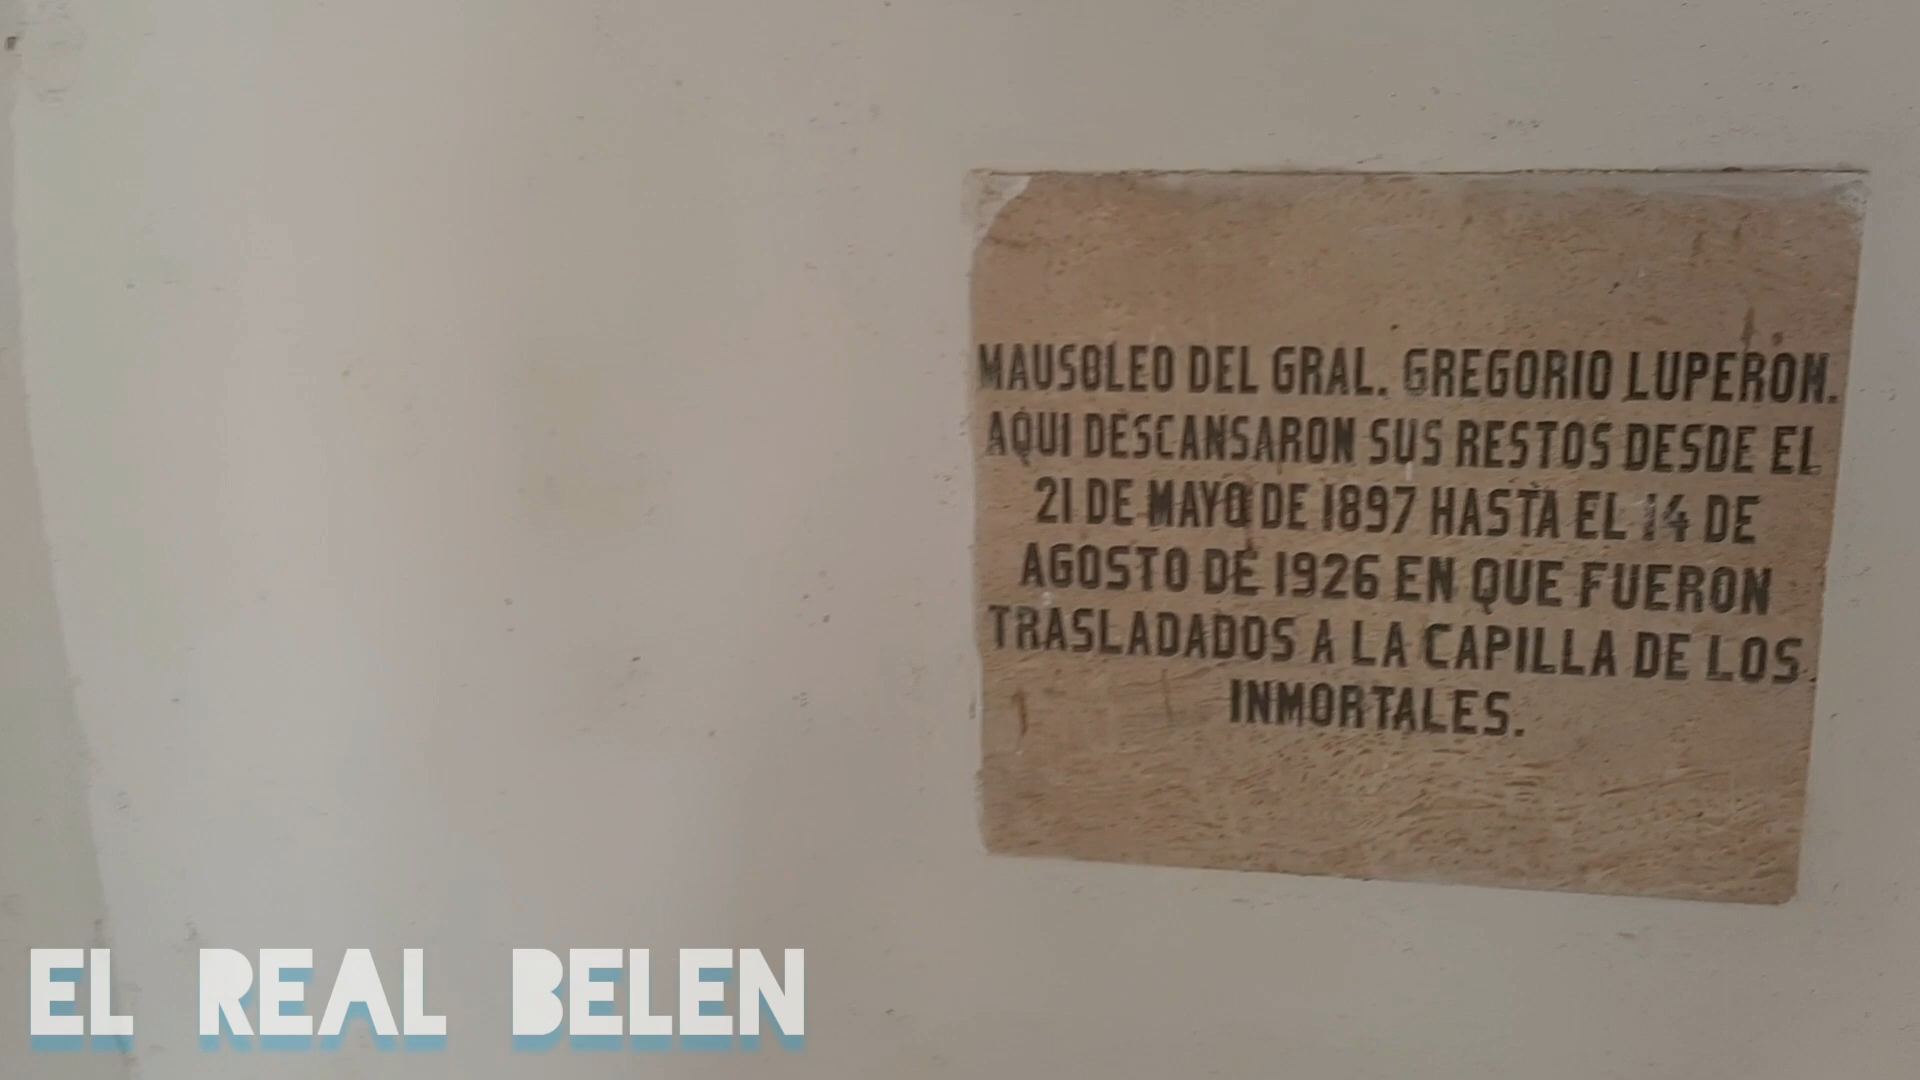 MAUSOLEO DEL GRAL. GREGORIO LUPERÓN.
AQUI DESCANSARON SUS RESTOS DESDE EL
21 DE MAYO DE 1897 HASTA EL 14 DE
AGOSTO DE 1926 EN QUE FUERON
TRASLADADOS A LA CAPILLA DE LOS
INMORTALES.
EL REAL BELEN